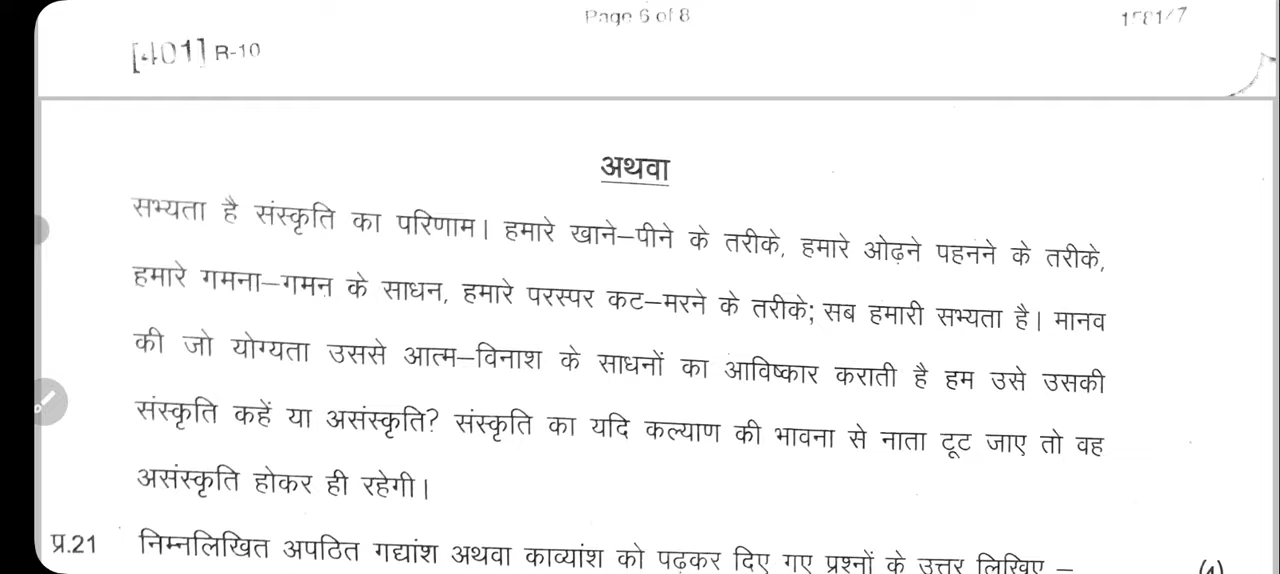 Page 6 of 8
1581/7
[401] R-10
अथवा
सभ्यता है संस्कृति का परिणाम। हमारे खाने–पीने के तरीके, हमारे ओढ़ने पहनने के तरीके,
हमारे गमना–गमन के साधन, हमारे परस्पर कट–मरने के तरीके; सब हमारी सभ्यता है। मानव
की जो योग्यता उससे आत्म–विनाश के साधनों का आविष्कार कराती है हम उसे उसकी
संस्कृति कहें या असंस्कृति? संस्कृति का यदि कल्याण की भावना से नाता टूट जाए तो वह
असंस्कृति होकर ही रहेगी।
प्र.21 निम्नलिखित अपठित गद्यांश अथवा काव्यांश को पढ़कर दिए गए प्रश्नों के उत्तर लिखिए –
(4)